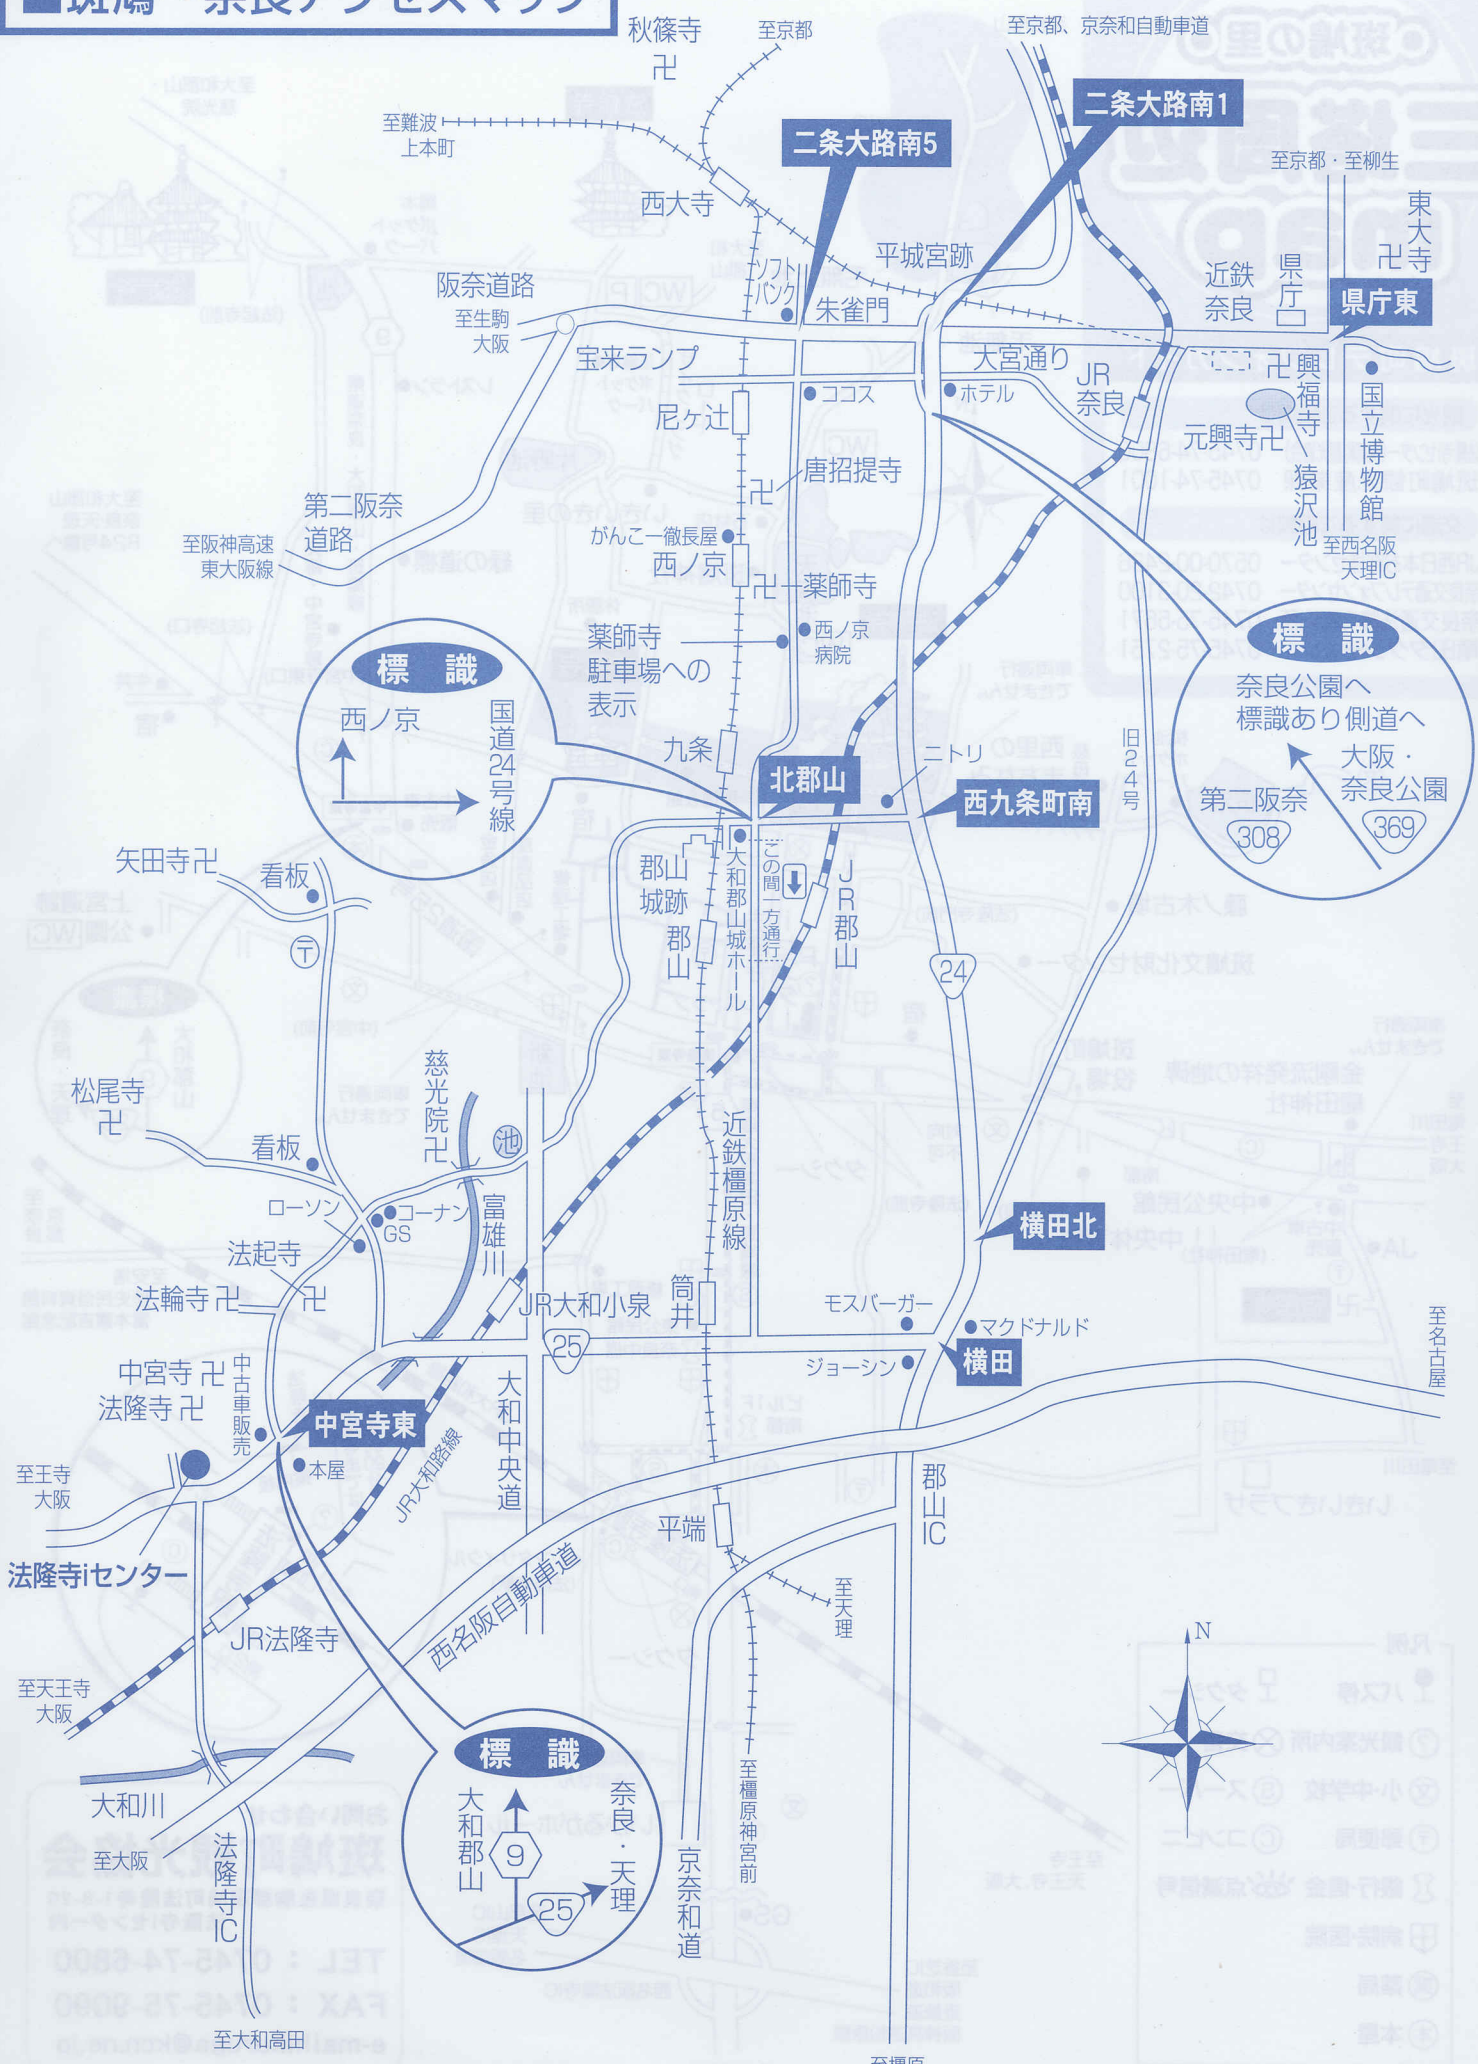 ■斑鳩〜奈良アクセスマップ
秋篠寺
卍
至京都
至京都、京奈和自動車道
至難波
上本町
二条大路南5
二条大路南1
至京都・至柳生
西大寺
東大寺
卍
平城宮跡
ソフト
バンク
朱雀門
近鉄
奈良
県庁
県庁東
阪奈道路
至生駒
大阪
宝来ランプ
大宮通り
JR
奈良
ココス
ホテル
尼ヶ辻
卍
興福寺
元興寺卍
猿沢池
国立博物館
唐招提寺
卍
第二阪奈
道路
至阪神高速
東大阪線
がんこ一徹長屋
西ノ京
卍
薬師寺
至西名阪
天理IC
薬師寺
駐車場への
表示
西ノ京
病院
標識
西ノ京
国道24号線
標識
奈良公園へ
標識あり側道へ
大阪・
奈良公園
第二阪奈
308
369
九条
北郡山
ニトリ
西九条町南
旧24号
矢田寺卍
看板
〒
郡山
城跡
郡山
大和郡山城ホール
この間一方通行
JR郡山
24
松尾寺
卍
慈光院
卍
池
看板
ローソン
コーナン
GS
富雄川
近鉄橿原線
横田北
法起寺
卍
法輪寺卍
JR大和小泉
25
筒井
モスバーガー
マクドナルド
横田
ジョーシン
至名古屋
中宮寺卍
法隆寺卍
中古車販売
中宮寺東
本屋
大和中央道
JR大和路線
至王寺
大阪
法隆寺iセンター
郡山IC
平端
至天理
西名阪自動車道
JR法隆寺
至天王寺
大阪
N
標識
大和郡山
9
奈良・天理
25
大和川
至大阪
法隆寺IC
至橿原神宮前
京奈和道
至大和高田
至橿原